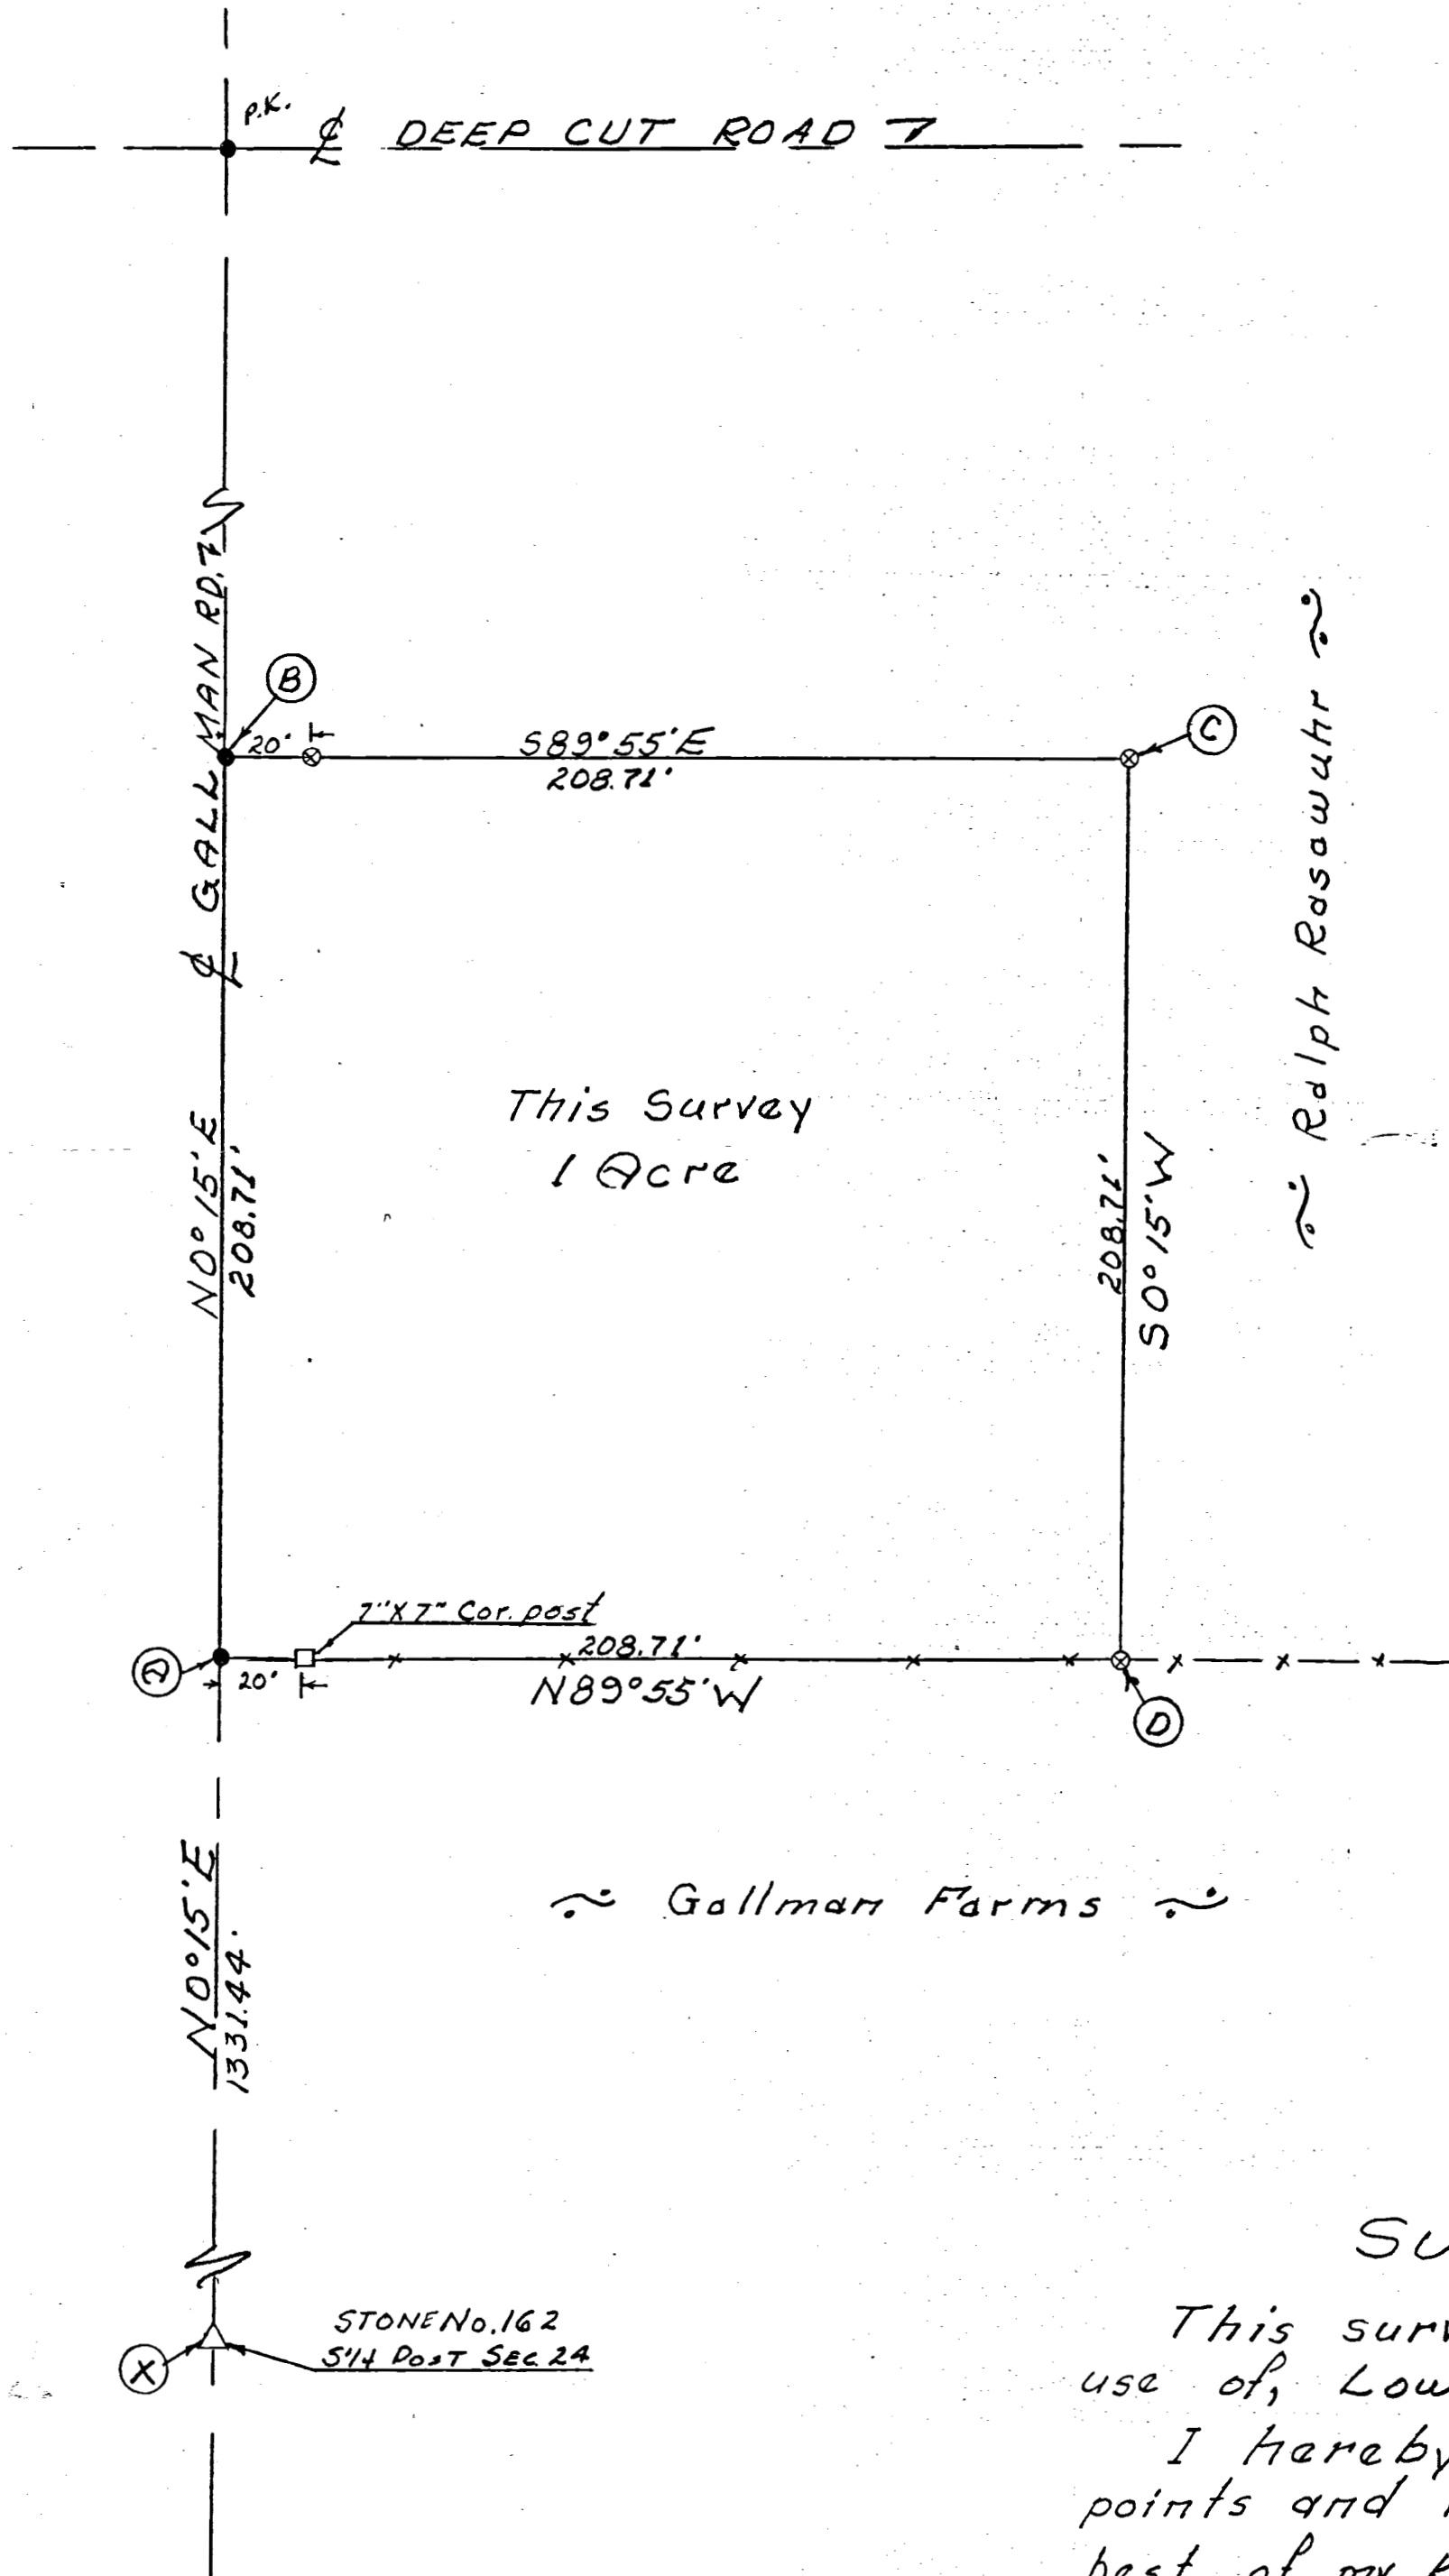 P.K.
℄ DEEP CUT ROAD 7
℄ GALLMAN RD. 7
B
20'
S89°55'E
208.71'
C
~ Ralph Rasawuhr ~
N0°15'E
208.71'
This Survey
1 Acre
208.71'
S0°15'W
7"X7" Cor. post
208.71'
A
20'
N89°55'W
D
N0°15'E
1331.44'
~ Gallman Farms ~
STONE No. 162
S¼ POST SEC. 24
X
SU
This surv
use of, Low
I hereby
points and
best of my